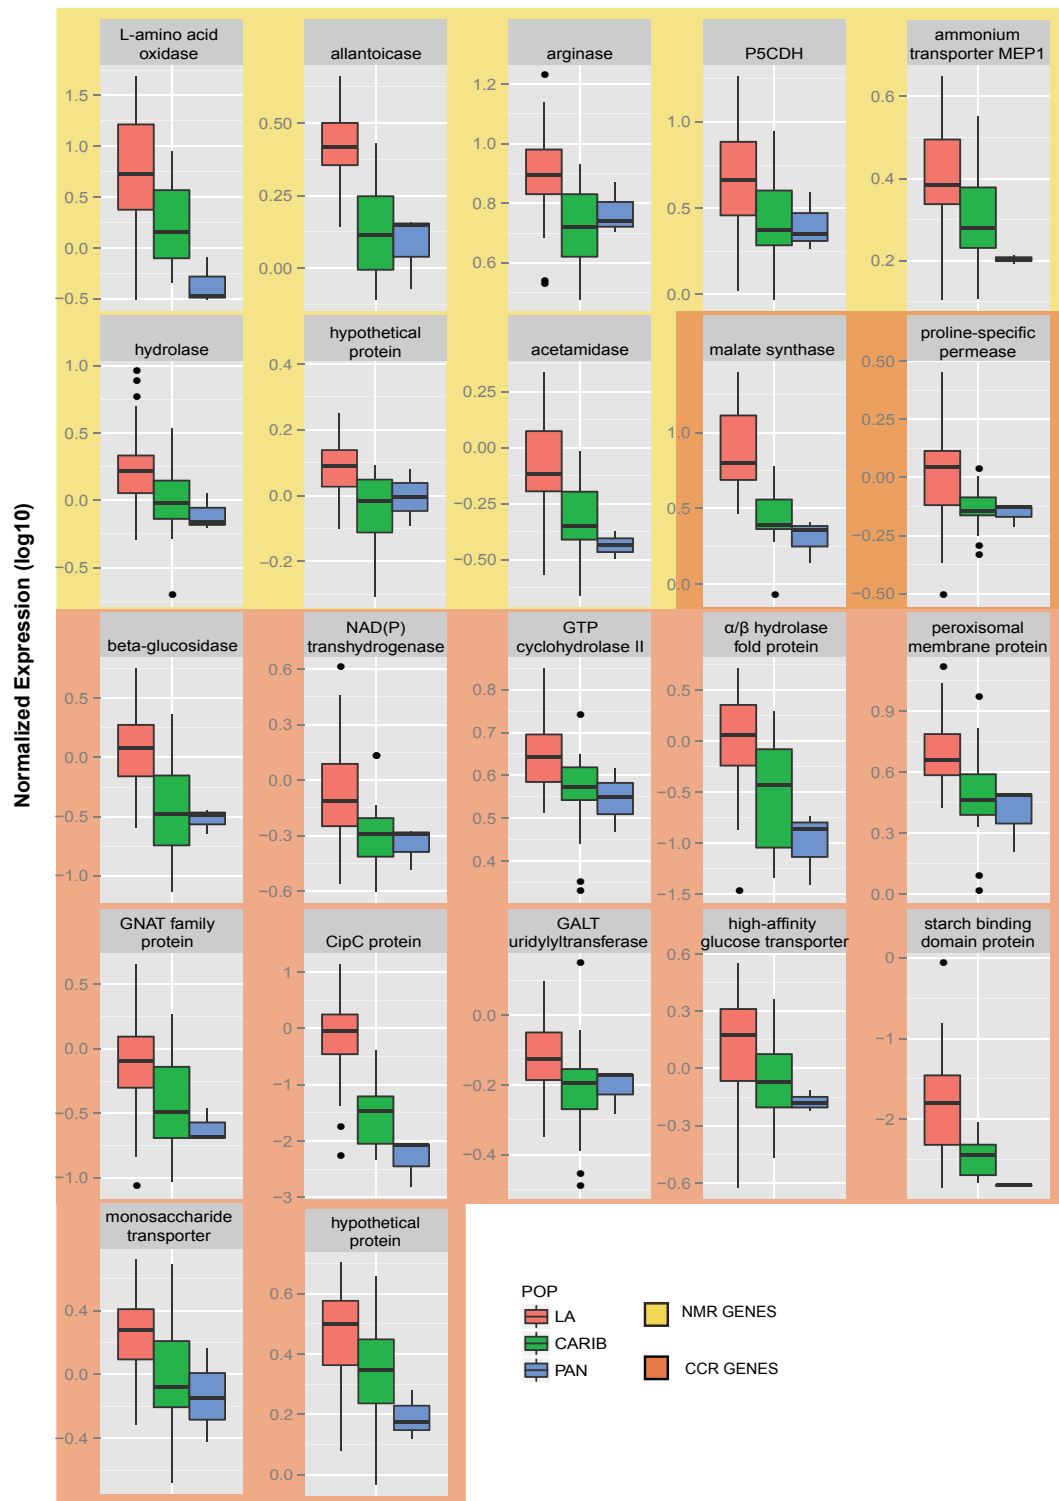 Normalized Expression (log10)
L-amino acid
oxidase
1.5
1.0
0.5
0.0
−0.5
allantoicase
0.50
0.25
0.00
arginase
1.2
1.0
0.8
0.6
P5CDH
1.0
0.5
0.0
ammonium
transporter MEP1
0.6
0.4
0.2
hydrolase
1.0
0.5
0.0
−0.5
hypothetical
protein
0.4
0.2
0.0
−0.2
acetamidase
0.25
0.00
−0.25
−0.50
malate synthase
1.0
0.5
0.0
proline-specific
permease
0.50
0.25
0.00
−0.25
−0.50
beta-glucosidase
0.5
0.0
−0.5
−1.0
NAD(P)
transhydrogenase
0.6
0.3
0.0
−0.3
−0.6
GTP
cyclohydrolase II
0.8
0.7
0.6
0.5
0.4
α/β hydrolase
fold protein
0.5
0.0
−0.5
−1.0
−1.5
peroxisomal
membrane protein
0.9
0.6
0.3
0.0
GNAT family
protein
0.5
0.0
−0.5
−1.0
CipC protein
1
0
−1
−2
−3
GALT
uridylyltransferase
0.0
−0.2
−0.4
high-affinity
glucose transporter
0.6
0.3
0.0
−0.3
−0.6
starch binding
domain protein
0
−1
−2
monosaccharide
transporter
0.4
0.0
−0.4
hypothetical
protein
0.6
0.4
0.2
0.0
POP
LA
CARIB
PAN
NMR GENES
CCR GENES